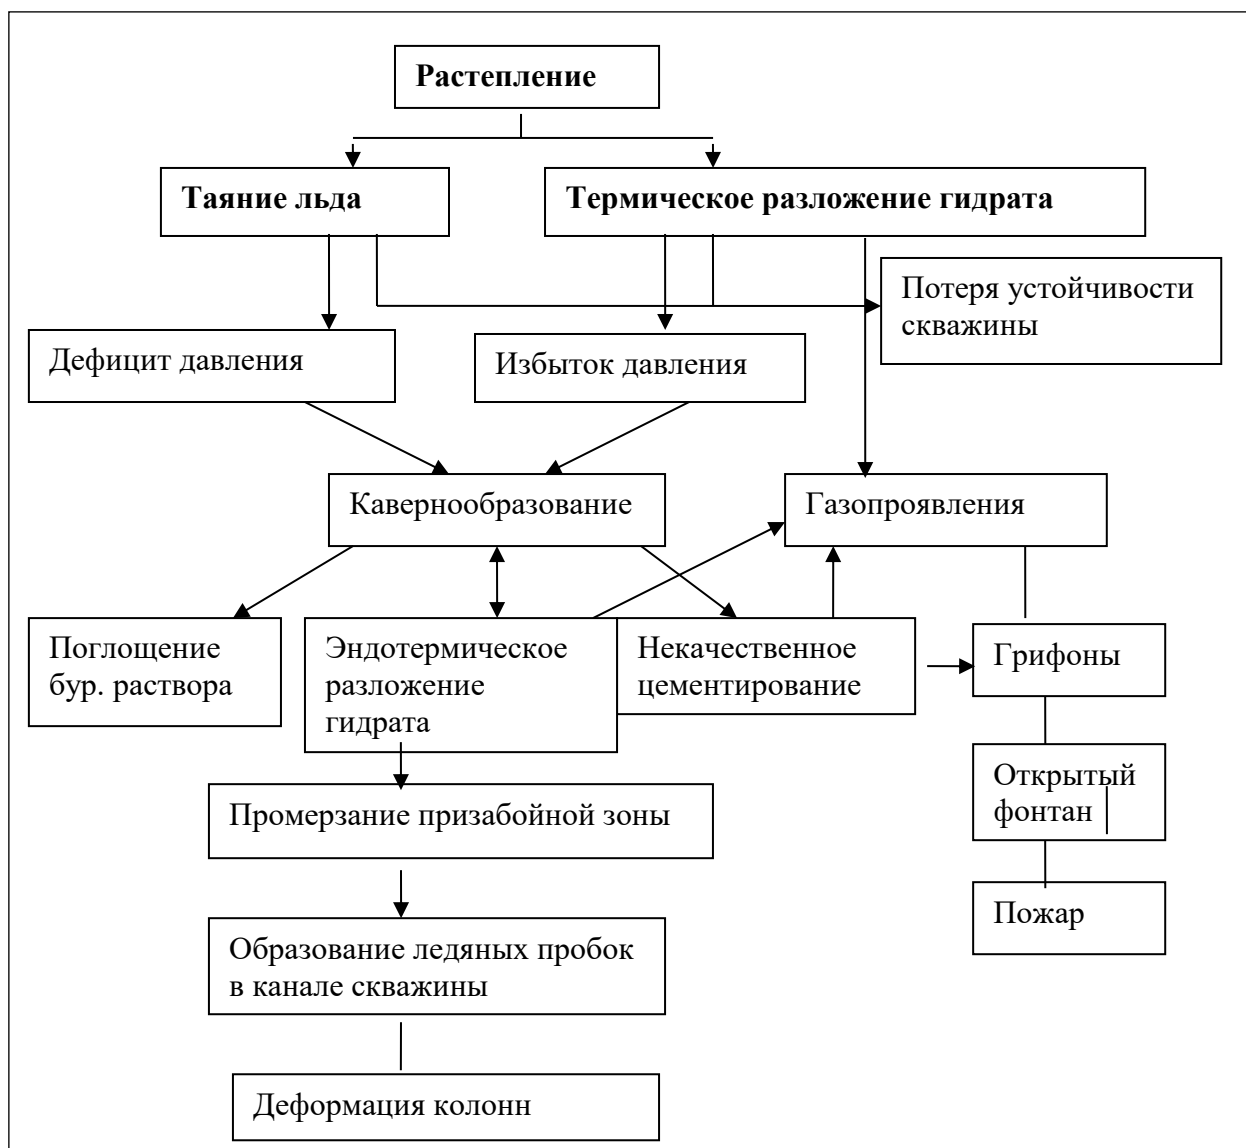 Растепление
Таяние льда
Термическое разложение гидрата
Потеря устойчивости
скважины
Дефицит давления
Избыток давления
Кавернообразование
Газопроявления
Поглощение
бур. раствора
Эндотермическое
разложение
гидрата
Некачественное
цементирование
Грифоны
Открытый
фонтан
Промерзание призабойной зоны
Пожар
Образование ледяных пробок
в канале скважины
Деформация колонн